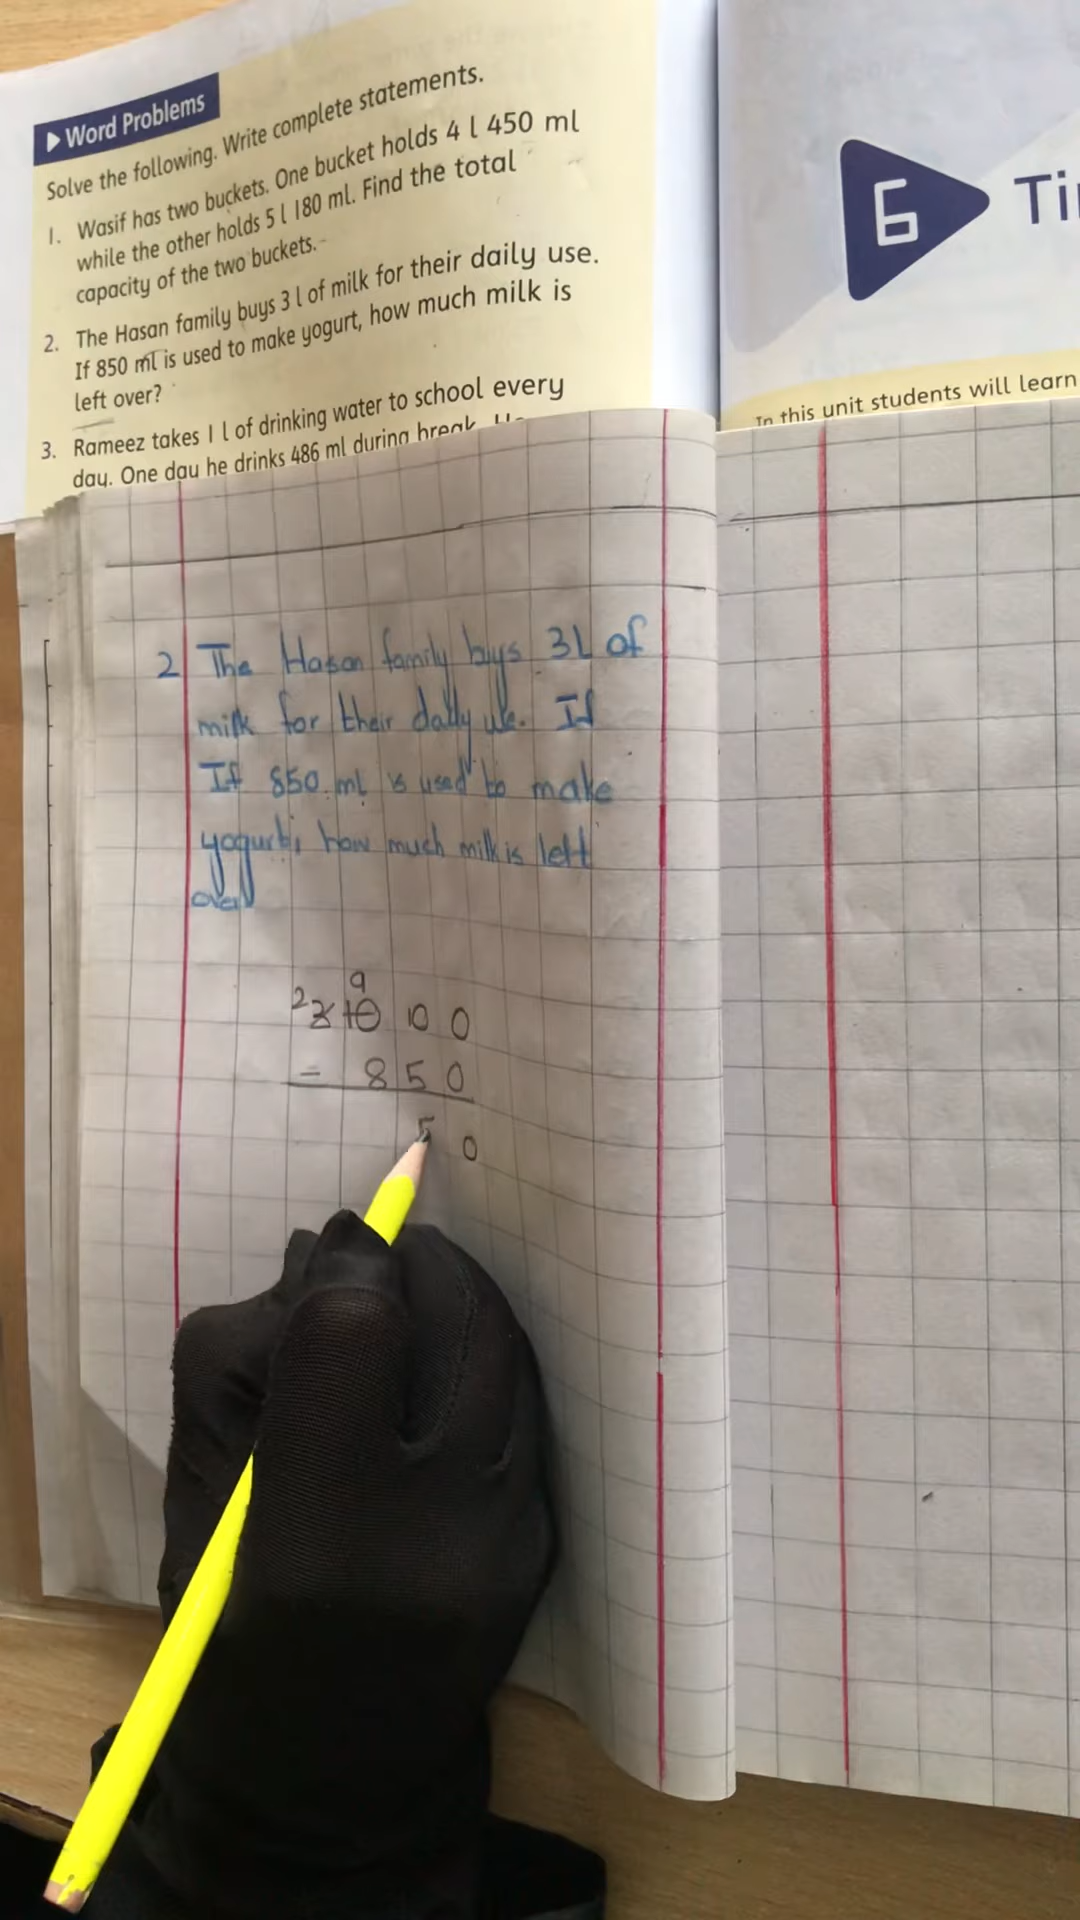 Word Problems
Solve the following. Write complete statements.
1. Wasif has two buckets. One bucket holds 4 l 450 ml
while the other holds 5 l 180 ml. Find the total
capacity of the two buckets.
2. The Hasan family buys 3 l of milk for their daily use.
If 850 ml is used to make yogurt, how much milk is
left over?
3. Rameez takes 1 l of drinking water to school every
day. One day he drinks 486 ml during break.
6 Ti
In this unit students will learn
2 The Hasan family buys 3L of
milk for their daily use. If
If 850 ml is used to make
yogurt, how much milk is left
over
9
2 3 10 10 0
- 8 5 0
5 0